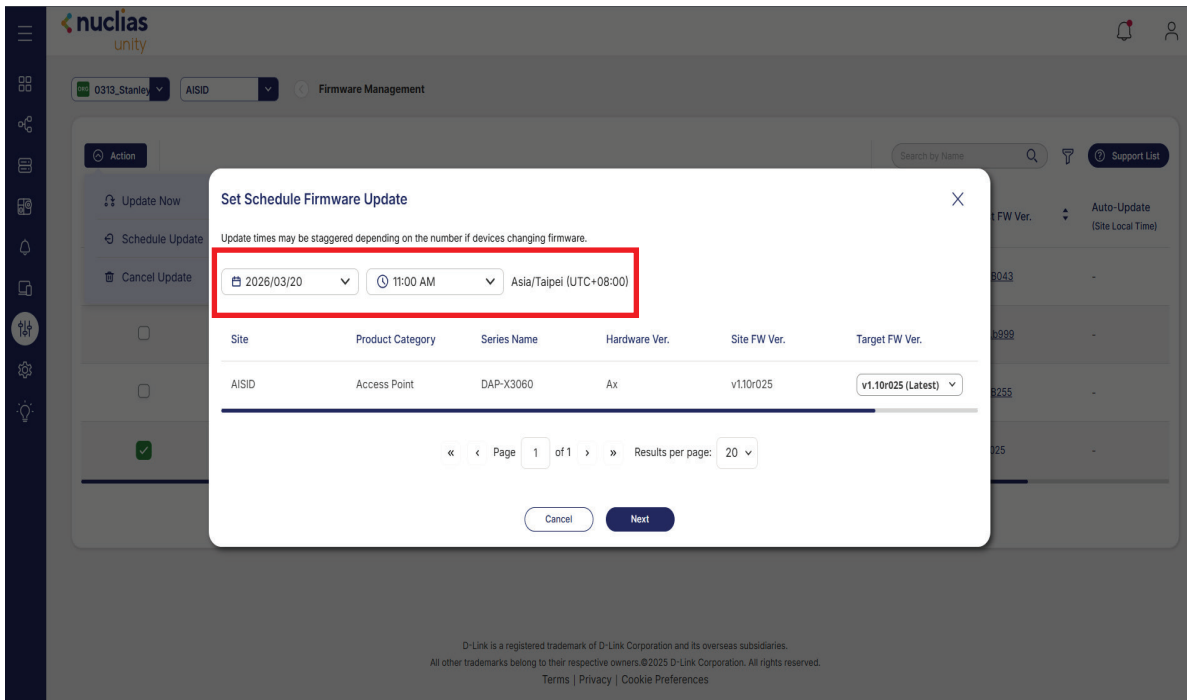 nuclias
unity
ORG 0313_Stanley AISID Firmware Management
Action Search by Name Support List
Update Now
Schedule Update
Cancel Update
t FW Ver. Auto-Update
(Site Local Time)
Set Schedule Firmware Update
Update times may be staggered depending on the number if devices changing firmware.
2026/03/20 11:00 AM Asia/Taipei (UTC+08:00)
8043 -
b999 -
8255 -
025 -
Site Product Category Series Name Hardware Ver. Site FW Ver. Target FW Ver.
AISID Access Point DAP-X3060 Ax v1.10r025 v1.10r025 (Latest)
« ‹ Page 1 of 1 › » Results per page: 20
Cancel Next
D-Link is a registered trademark of D-Link Corporation and its overseas subsidiaries.
All other trademarks belong to their respective owners.©2025 D-Link Corporation. All rights reserved.
Terms | Privacy | Cookie Preferences